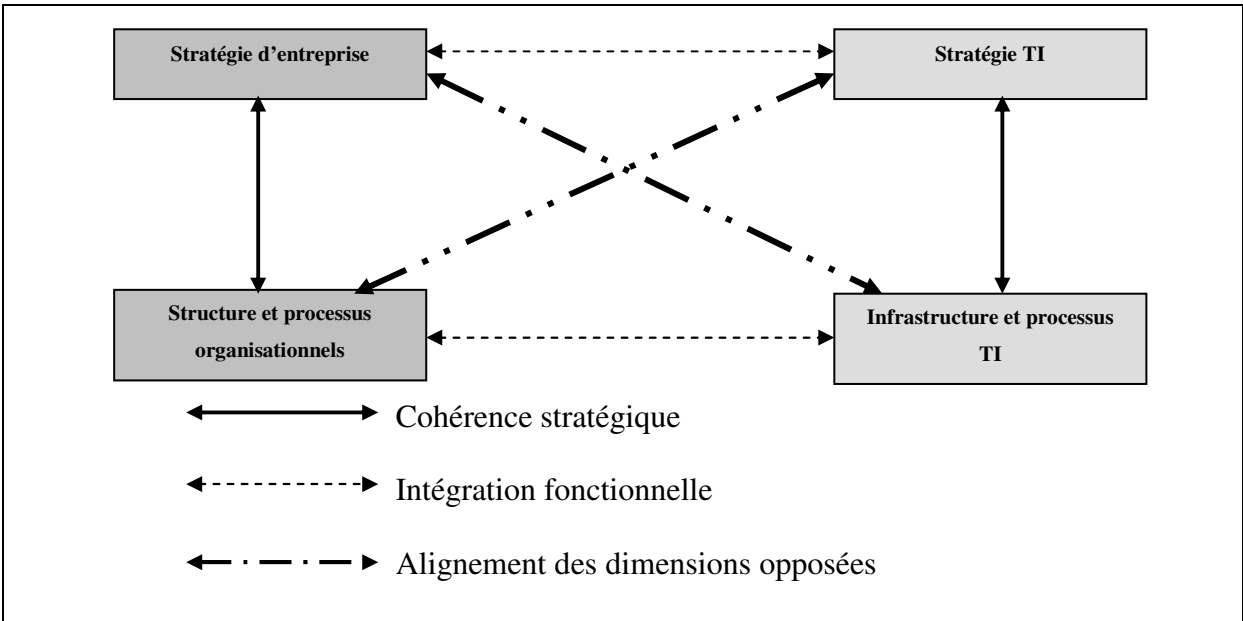 Stratégie d'entreprise
Stratégie TI
Structure et processus
organisationnels
Infrastructure et processus
TI
Cohérence stratégique
Intégration fonctionnelle
Alignement des dimensions opposées